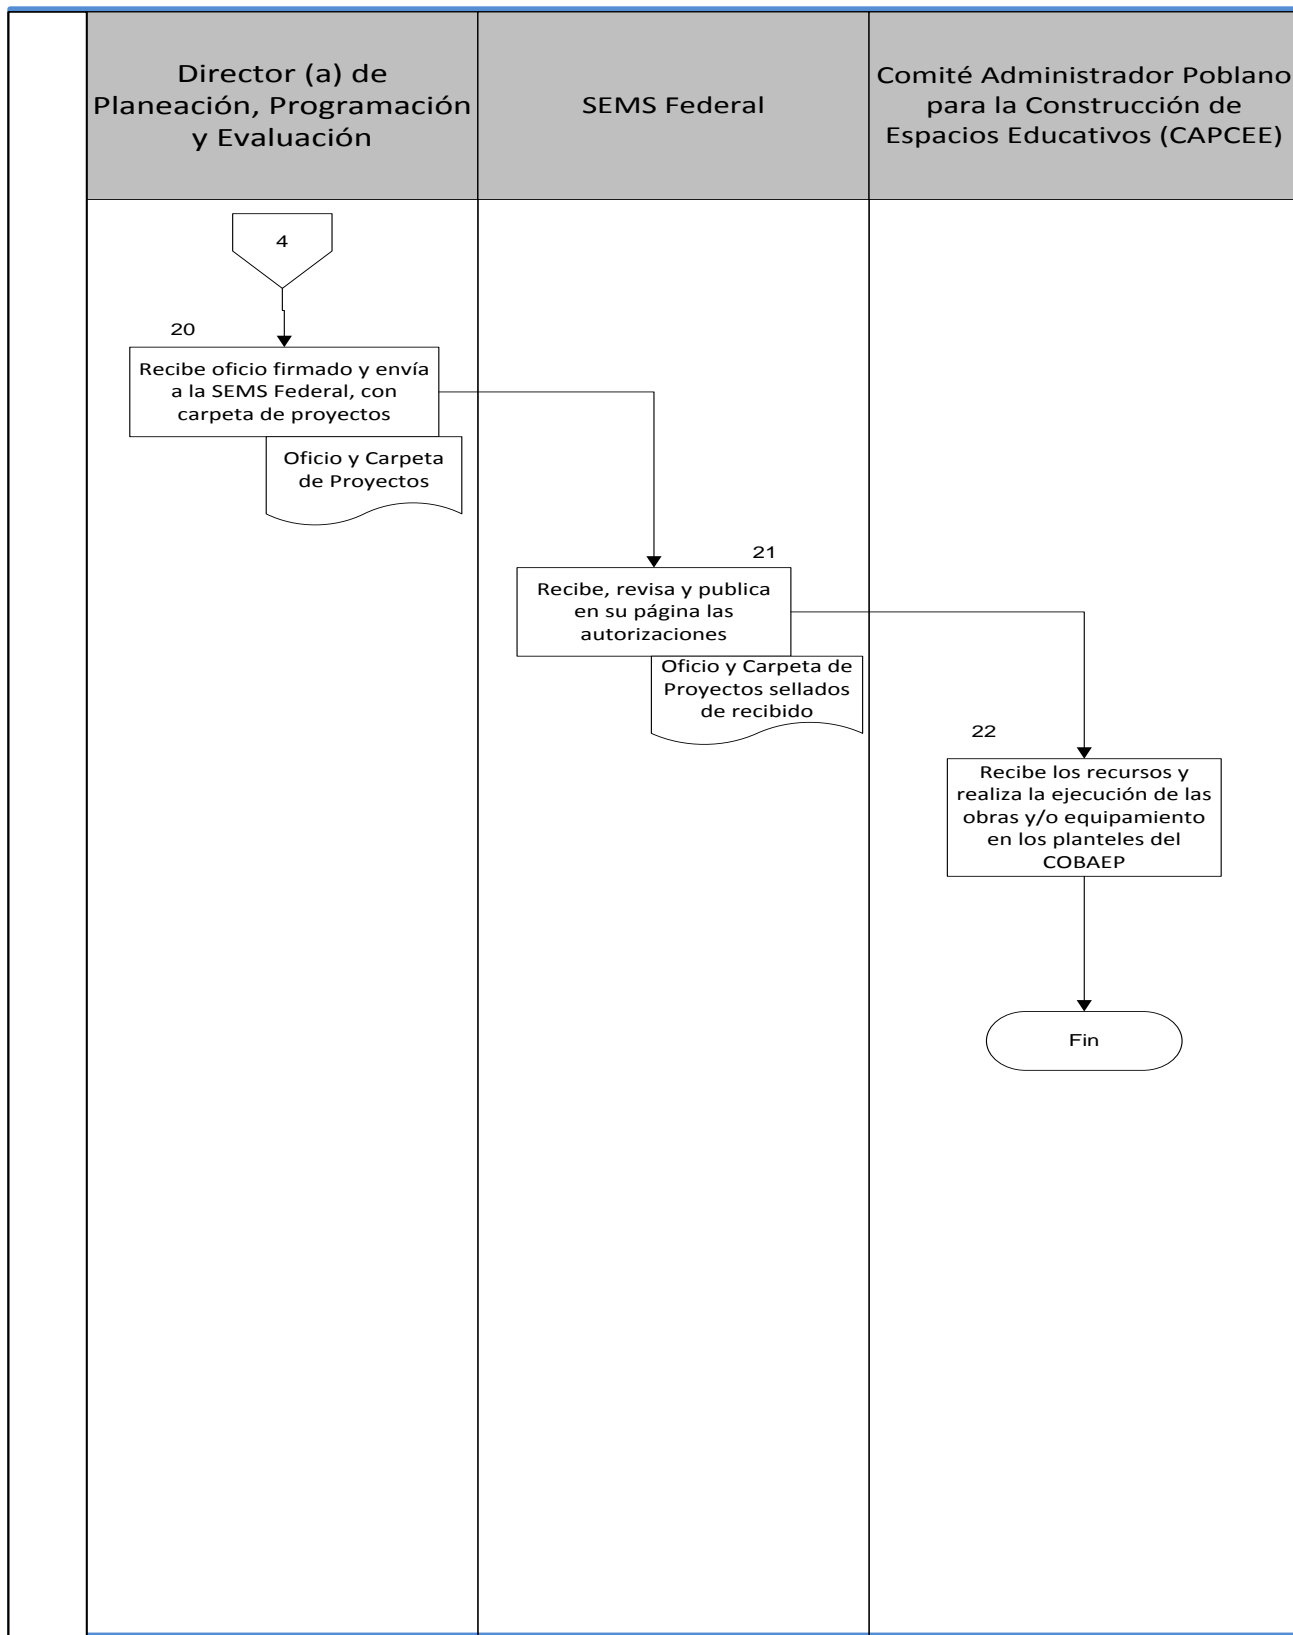 Director (a) de
Planeación, Programación
y Evaluación
SEMS Federal
Comité Administrador Poblano
para la Construcción de
Espacios Educativos (CAPCEE)
4
20
Recibe oficio firmado y envía
a la SEMS Federal, con
carpeta de proyectos
Oficio y Carpeta
de Proyectos
21
Recibe, revisa y publica
en su página las
autorizaciones
Oficio y Carpeta de
Proyectos sellados
de recibido
22
Recibe los recursos y
realiza la ejecución de las
obras y/o equipamiento
en los planteles del
COBAEP
Fin